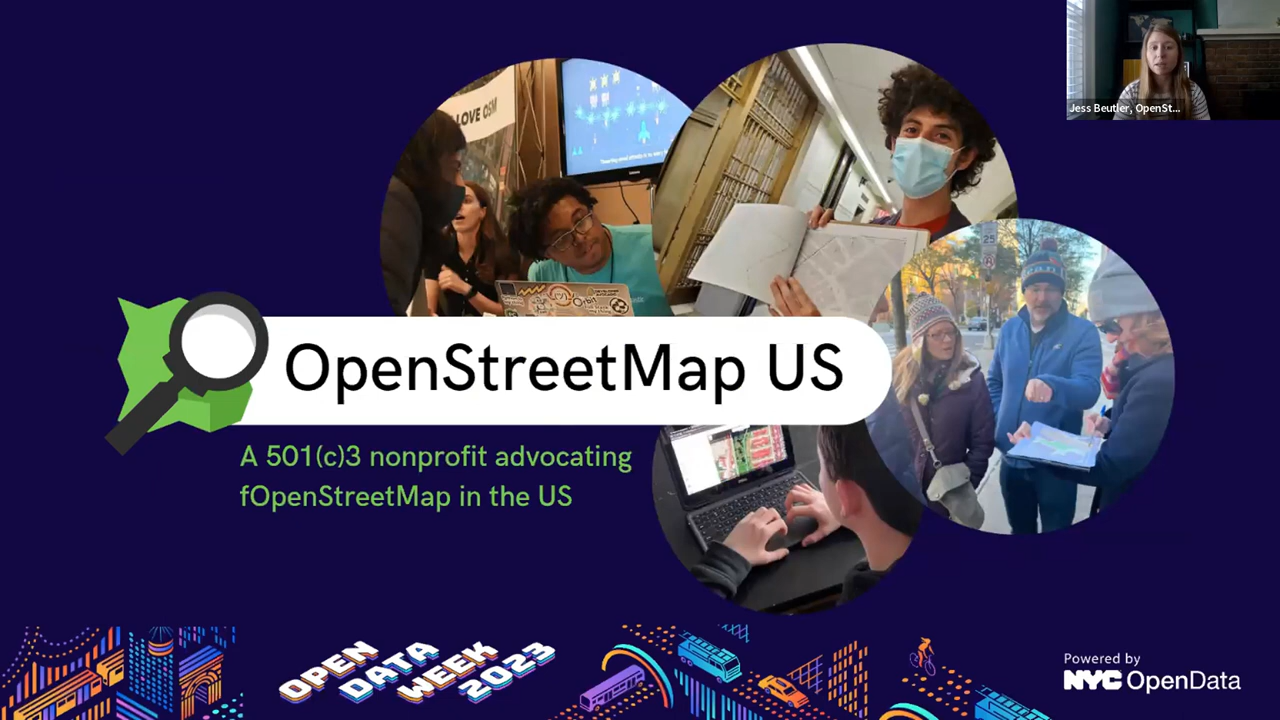 LOVE OSM
25
Jess Beutler, OpenSt...
OpenStreetMap US
A 501(c)3 nonprofit advocating
fOpenStreetMap in the US
OPEN
DATA
WEEK
2023
Powered by
NYC OpenData